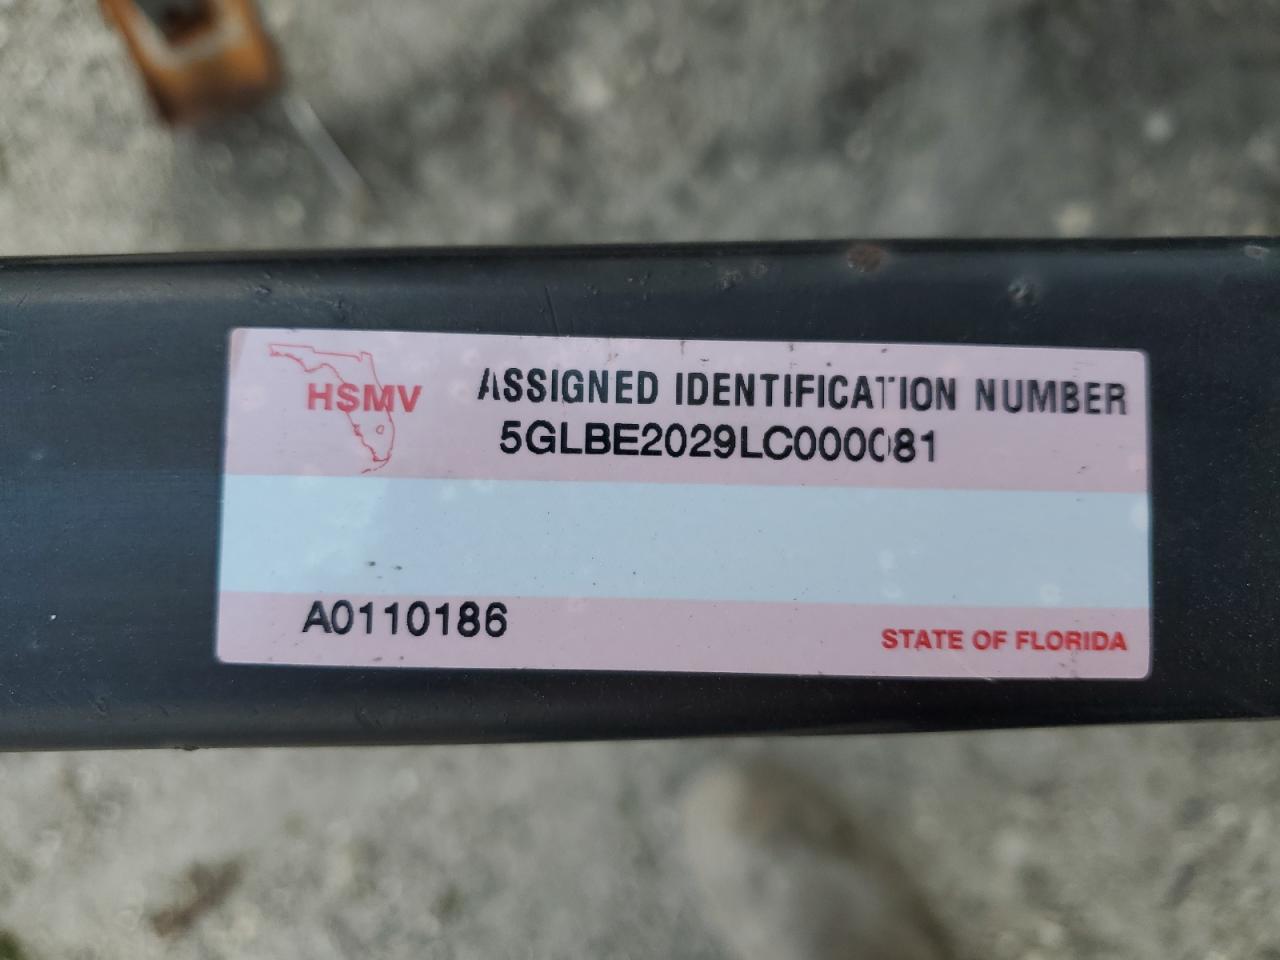 HSMV
ASSIGNED IDENTIFICATION NUMBER
5GLBE2029LC000081
A0110186
STATE OF FLORIDA